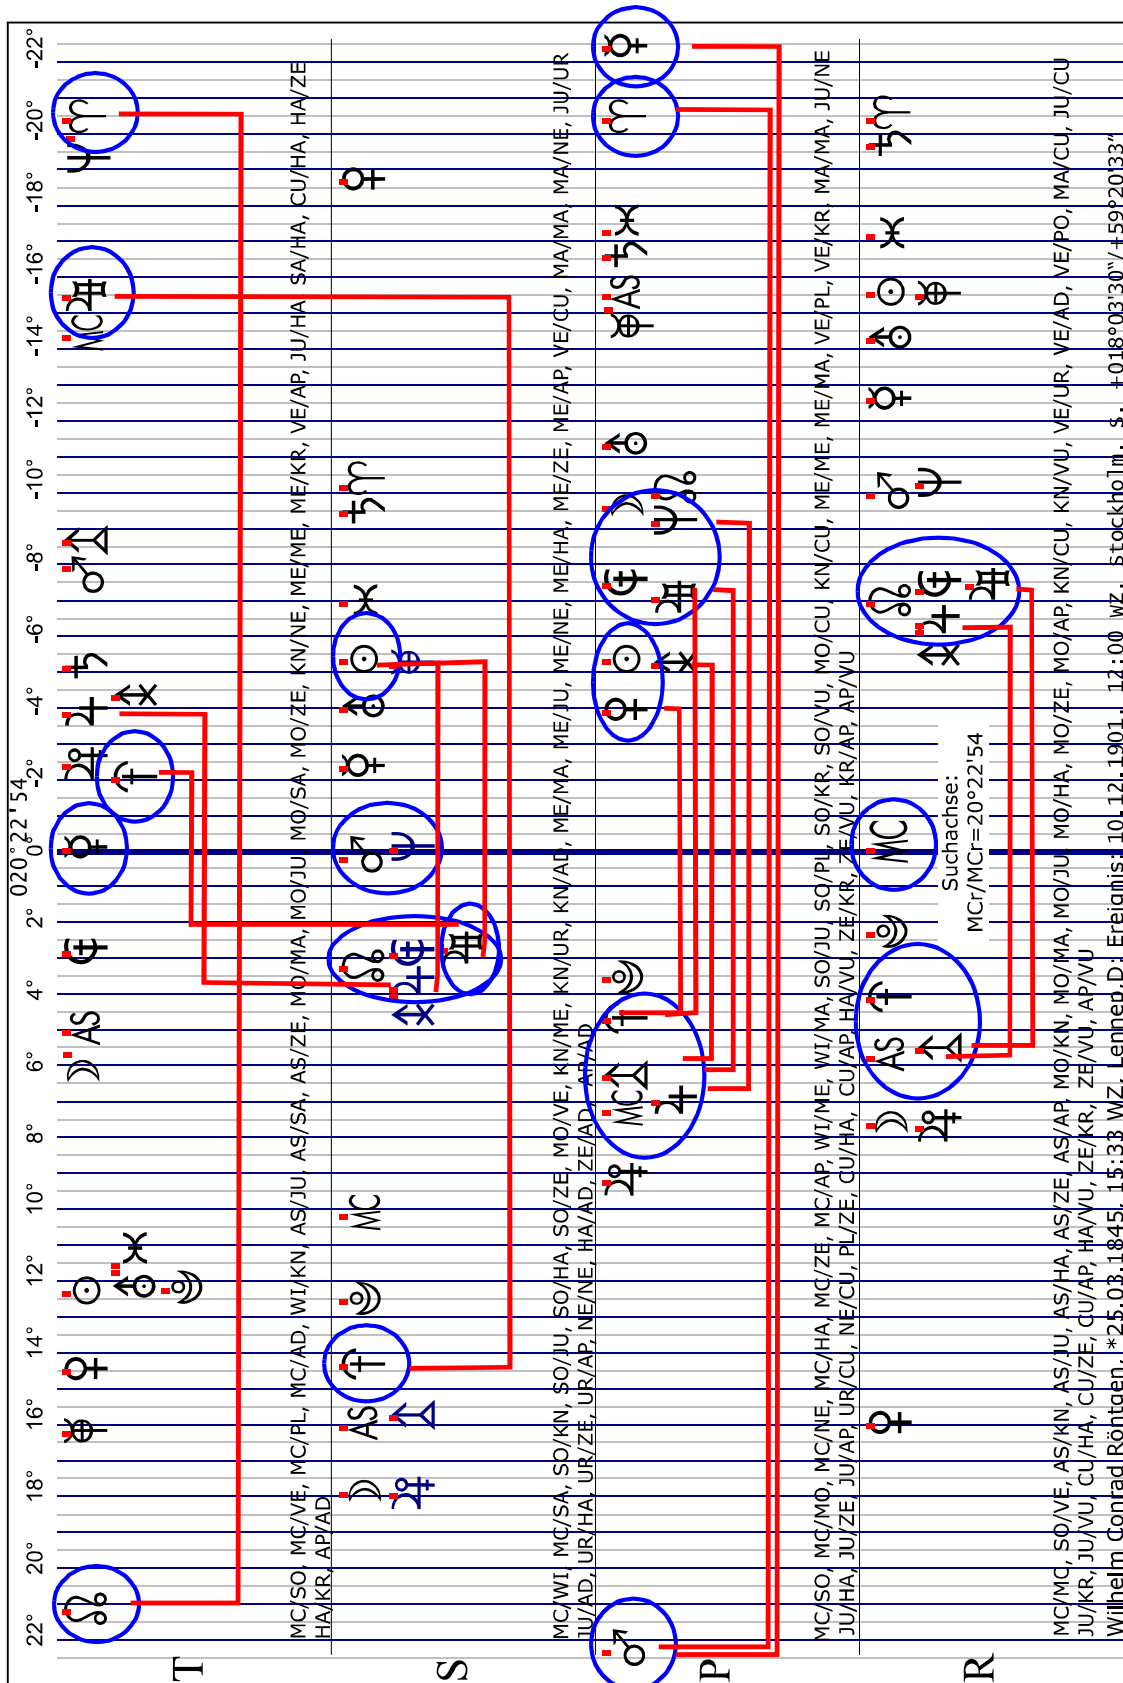 020°22'54
22° 20° 18° 16° 14° 12° 10° 8° 6° 4° 2° 0° -2° -4° -6° -8° -10° -12° -14° -16° -18° -20° -22°
T
AS MC
MC/SO, MC/VE, MC/PL, MC/AD, WI/KN, AS/JU, AS/SA, AS/ZE, MO/MA, MO/JU, MO/SA, MO/ZE, KN/NE, ME/ME, ME/KR, VE/AP, JU/HA SA/HA, CU/HA, HA/ZE
HA/KR, AP/AD
S
AS MC
MC/WI, MC/SA, SO/KN, SO/JU, SO/HA, SO/ZE, MO/VE, KN/ME, KN/UR, KN/AD, ME/MA, ME/JU, ME/NE, ME/HA, ME/ZE, ME/AP, VE/CU, MA/MA, MA/NE, JU/UR
JU/AD, UR/HA, UR/ZE, UR/AP, NE/NE, HA/AD, ZE/AD, AP/AD
P
MC AS
MC/SO, MC/MO, MC/NE, MC/HA, MC/ZE, MC/AP, WI/ME, WI/MA, SO/JU, SO/PL, SO/KR, SO/VU, MO/CU, KN/CU, ME/ME, ME/MA, VE/PL, VE/KR, MA/MA, JU/NE
JU/HA, JU/ZE, JU/AP, UR/CU, NE/CU, PL/ZE, CU/HA, CU/AP, HA/VU, ZE/KR, ZE/VU, KR/AP, AP/VU
R
AS MC
Suchachse:
MCr/MCr=20°22'54
MC/MC, SO/VE, AS/KN, AS/JU, AS/HA, AS/ZE, AS/AP, MO/KN, MO/MA, MO/JU, MO/HA, MO/ZE, MO/AP, KN/CU, KN/VU, VE/UR, VE/AD, VE/PO, MA/CU, JU/CU
JU/KR, JU/VU, CU/HA, CU/ZE, CU/AP, HA/VU, ZE/KR, ZE/VU, AP/VU
Wilhelm Conrad Röntgen, *25.03.1845, 15:33 WZ, Lennep,D; Ereignis: 10.12.1901, 12:00 WZ, Stockholm, S, +018°03'30"/+59°20'33"